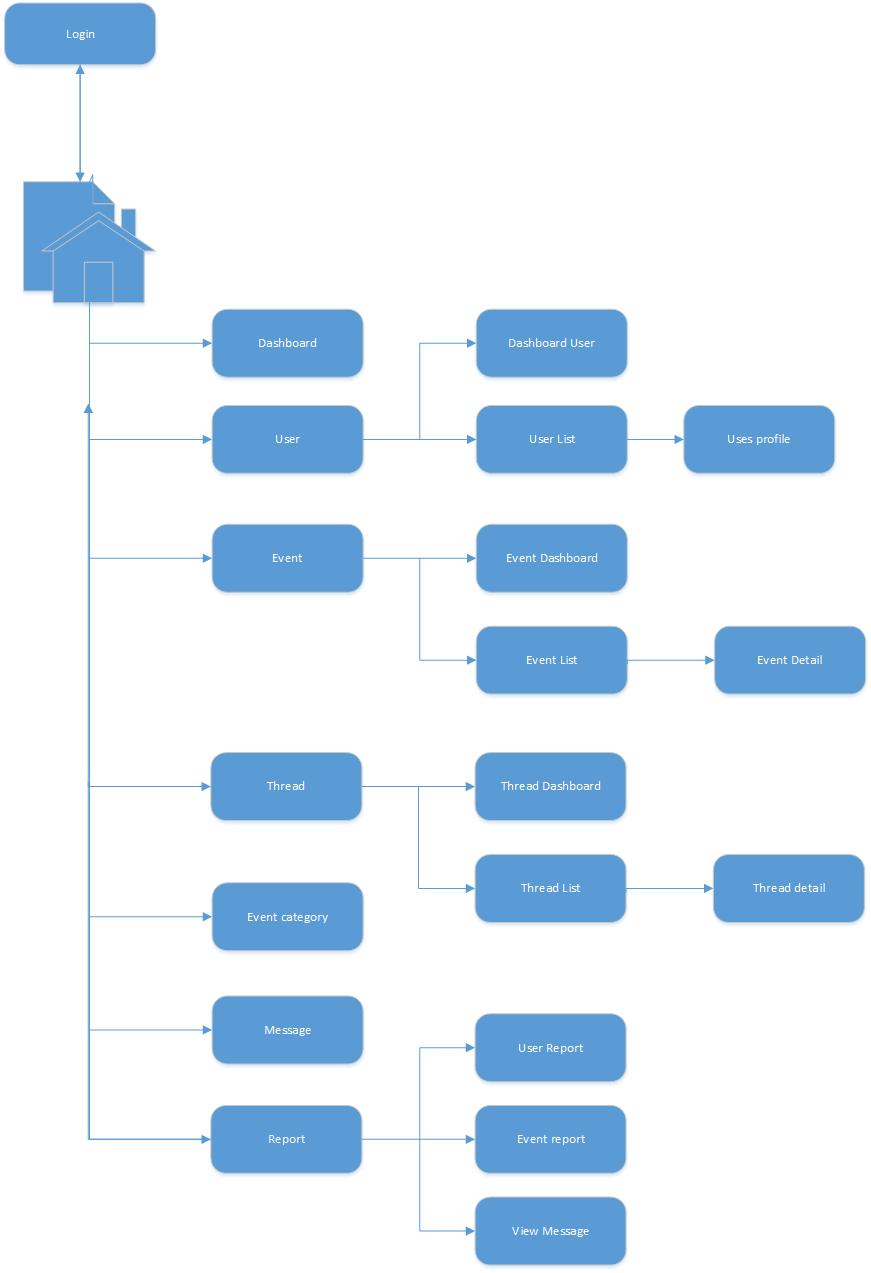 Login
Dashboard
Dashboard User
User
User List
Uses profile
Event
Event Dashboard
Event List
Event Detail
Thread
Thread Dashboard
Thread List
Thread detail
Event category
Message
User Report
Report
Event report
View Message